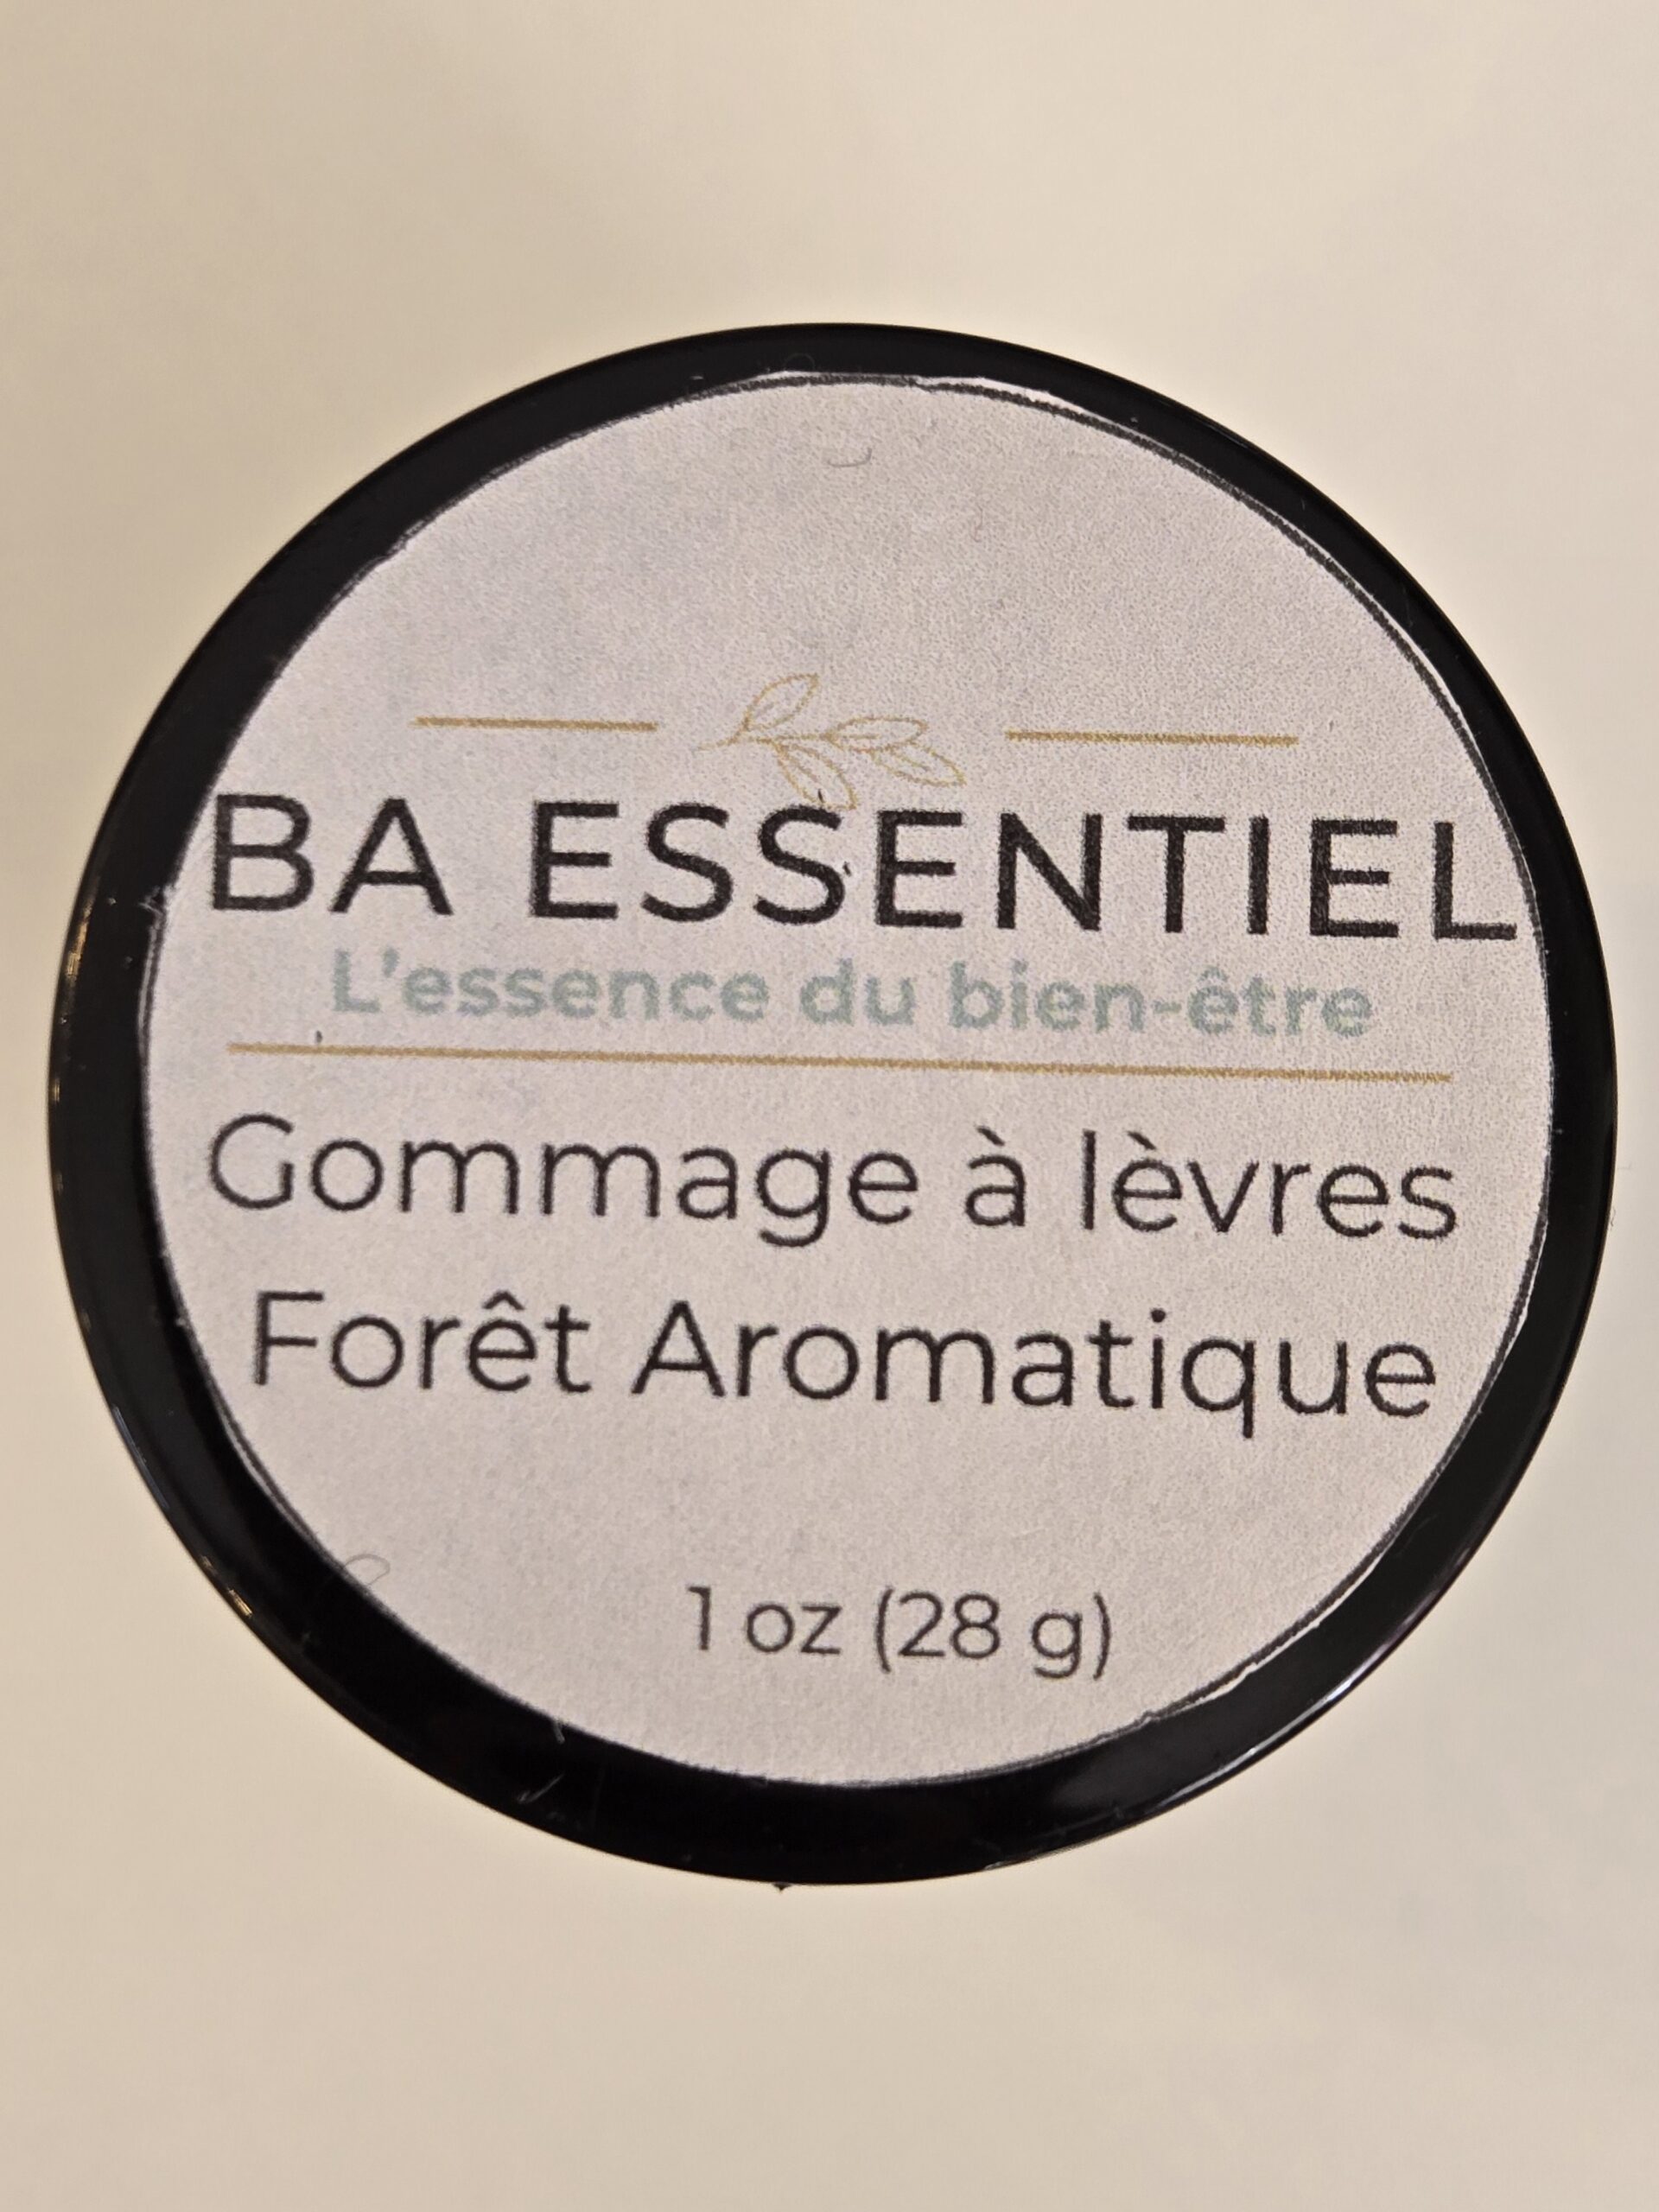 BA ESSENTIEL
L'essence du bien-être
Gommage à lèvres
Forêt Aromatique
1 oz (28 g)